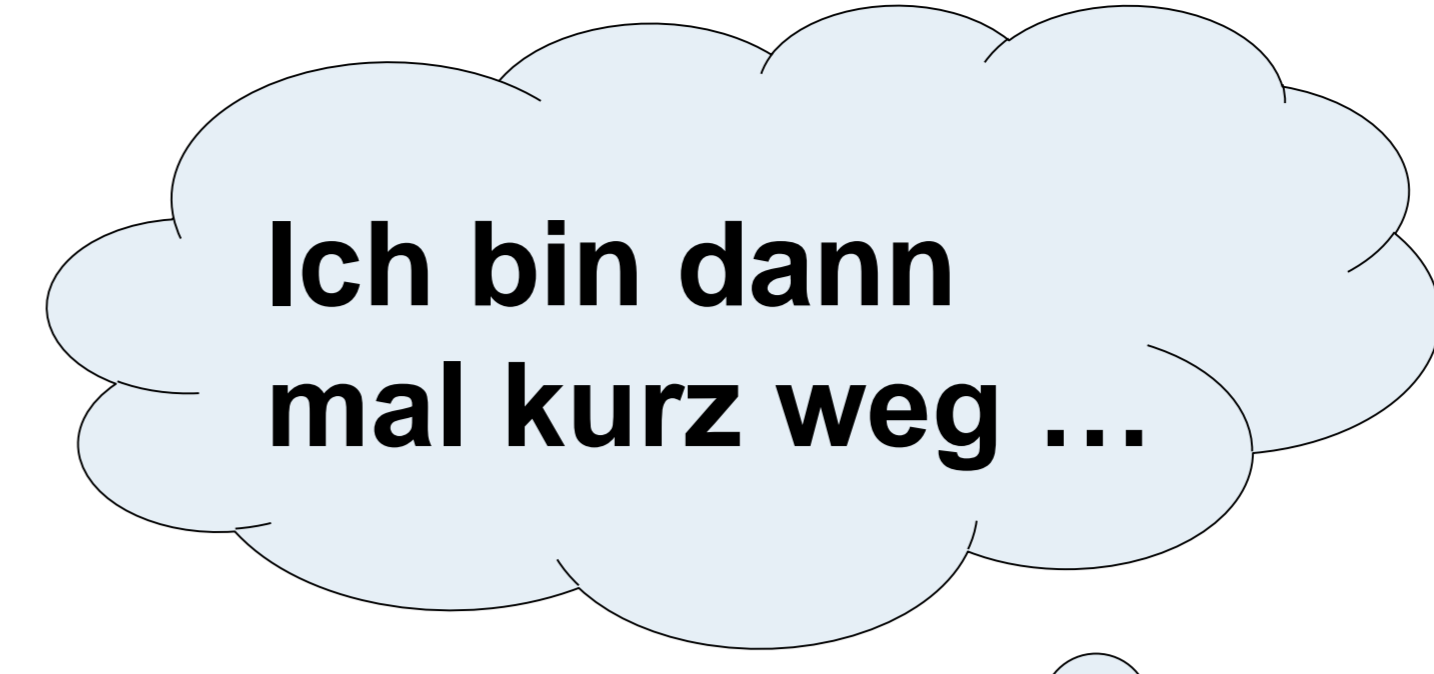 Ich bin dann
mal kurz weg …